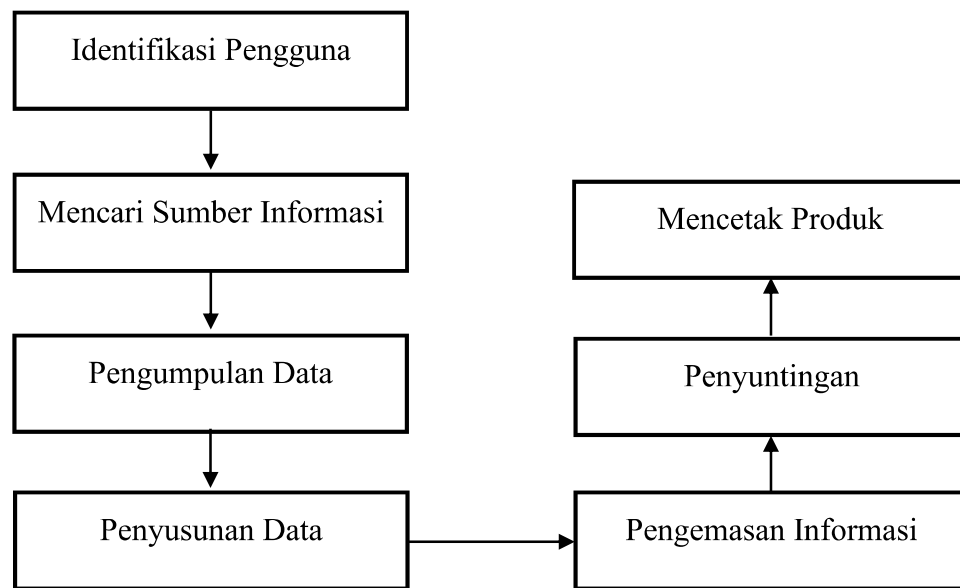 Identifikasi Pengguna
Mencari Sumber Informasi
Pengumpulan Data
Penyusunan Data
Pengemasan Informasi
Penyuntingan
Mencetak Produk